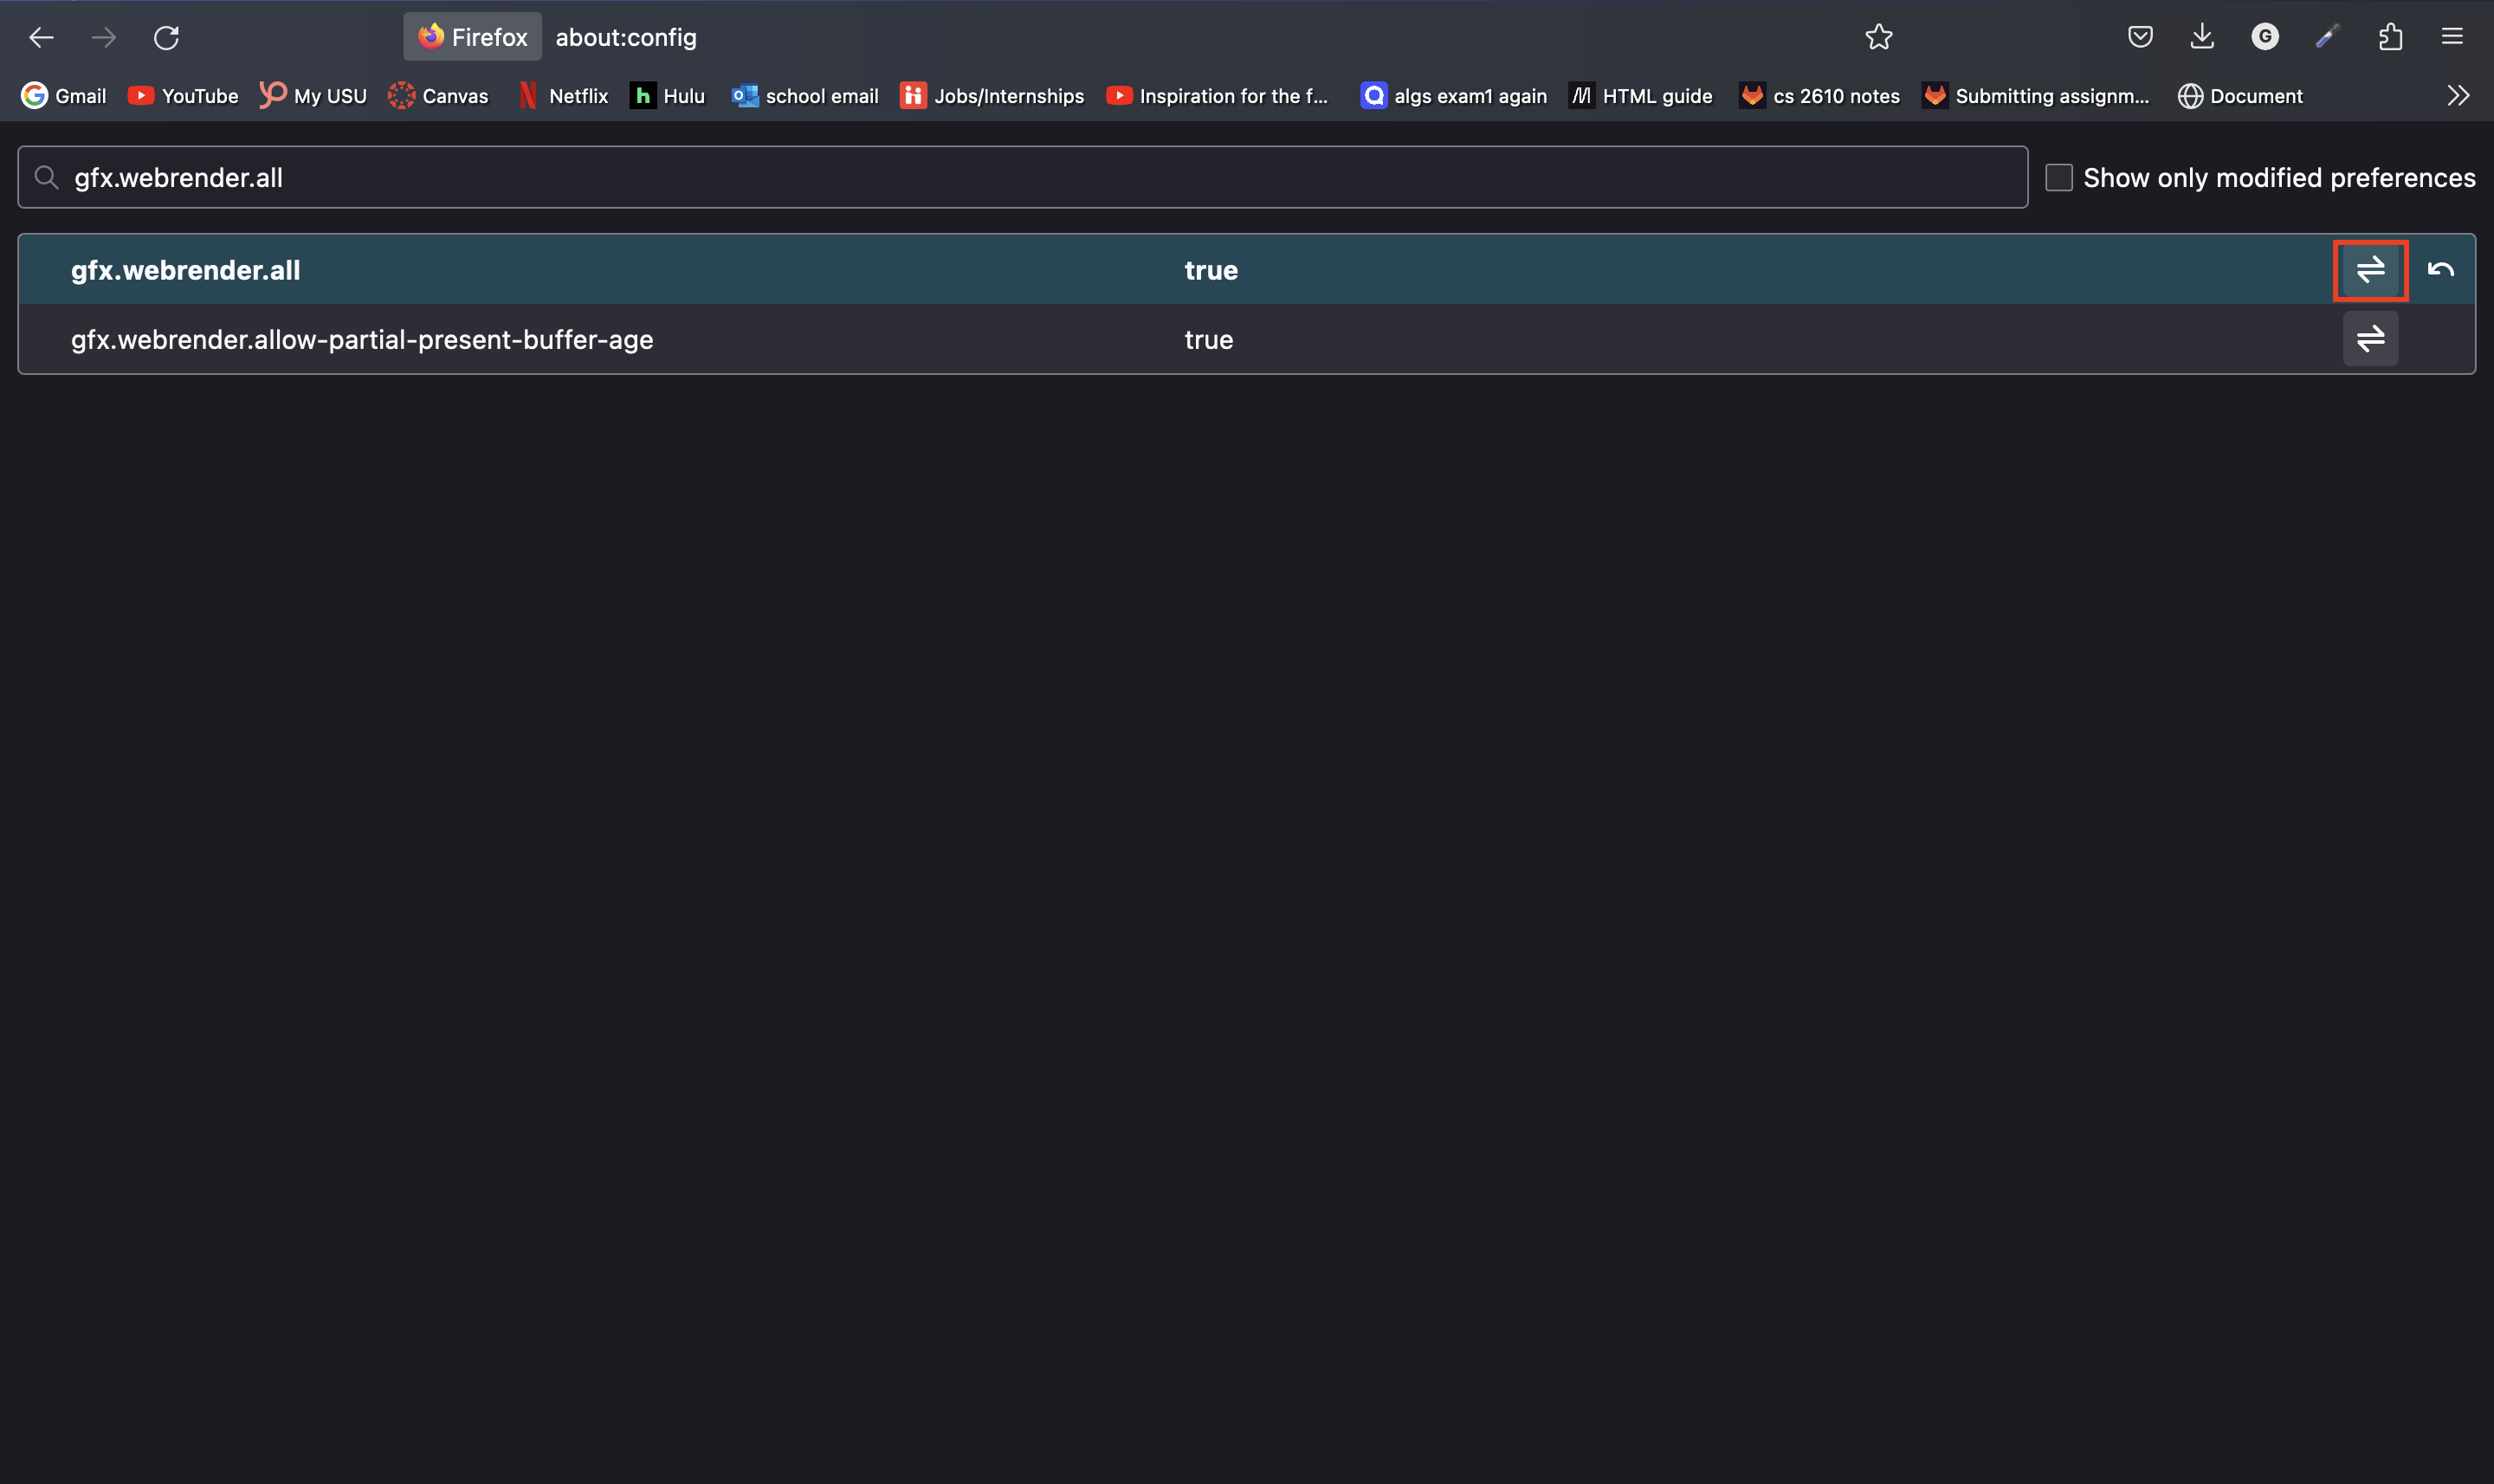 Firefox about:config
Gmail YouTube My USU Canvas Netflix Hulu school email Jobs/Internships Inspiration for the f... algs exam1 again HTML guide cs 2610 notes Submitting assignm... Document
gfx.webrender.all Show only modified preferences
gfx.webrender.all true
gfx.webrender.allow-partial-present-buffer-age true